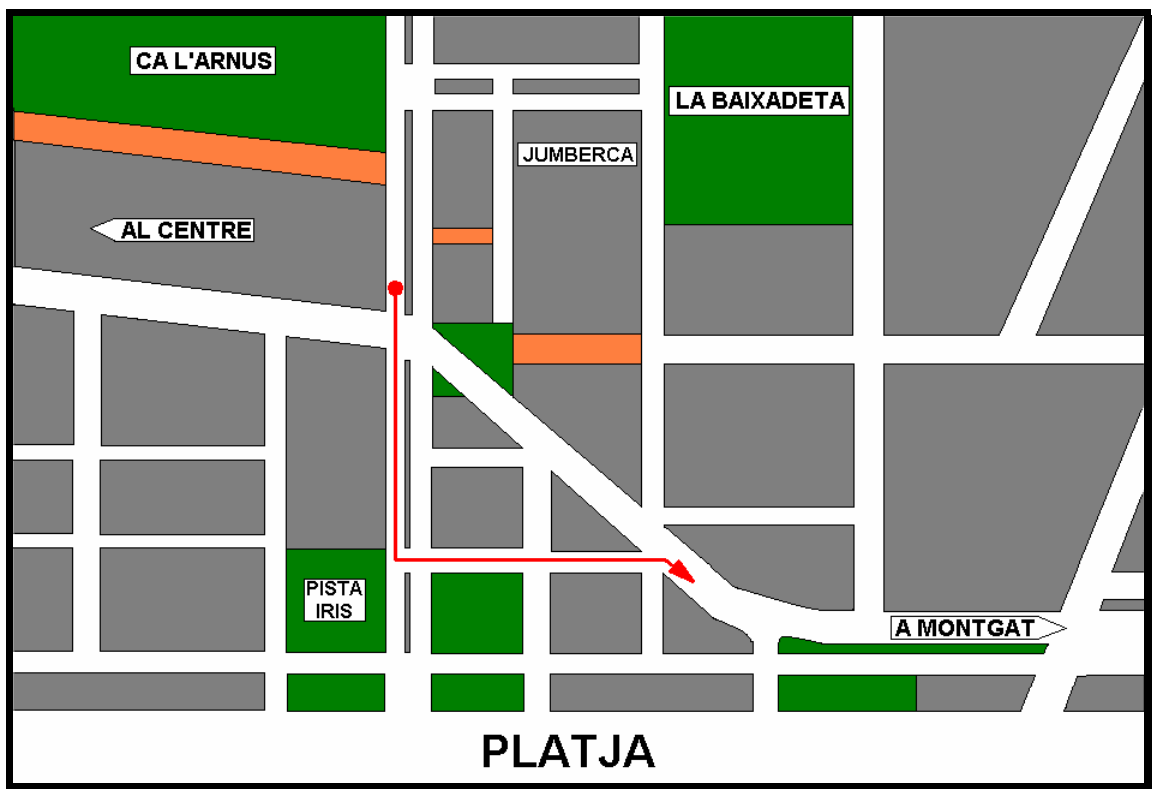 CA L'ARNUS
LA BAIXADETA
JUMBERCA
AL CENTRE
PISTA
IRIS
A MONTGAT
PLATJA